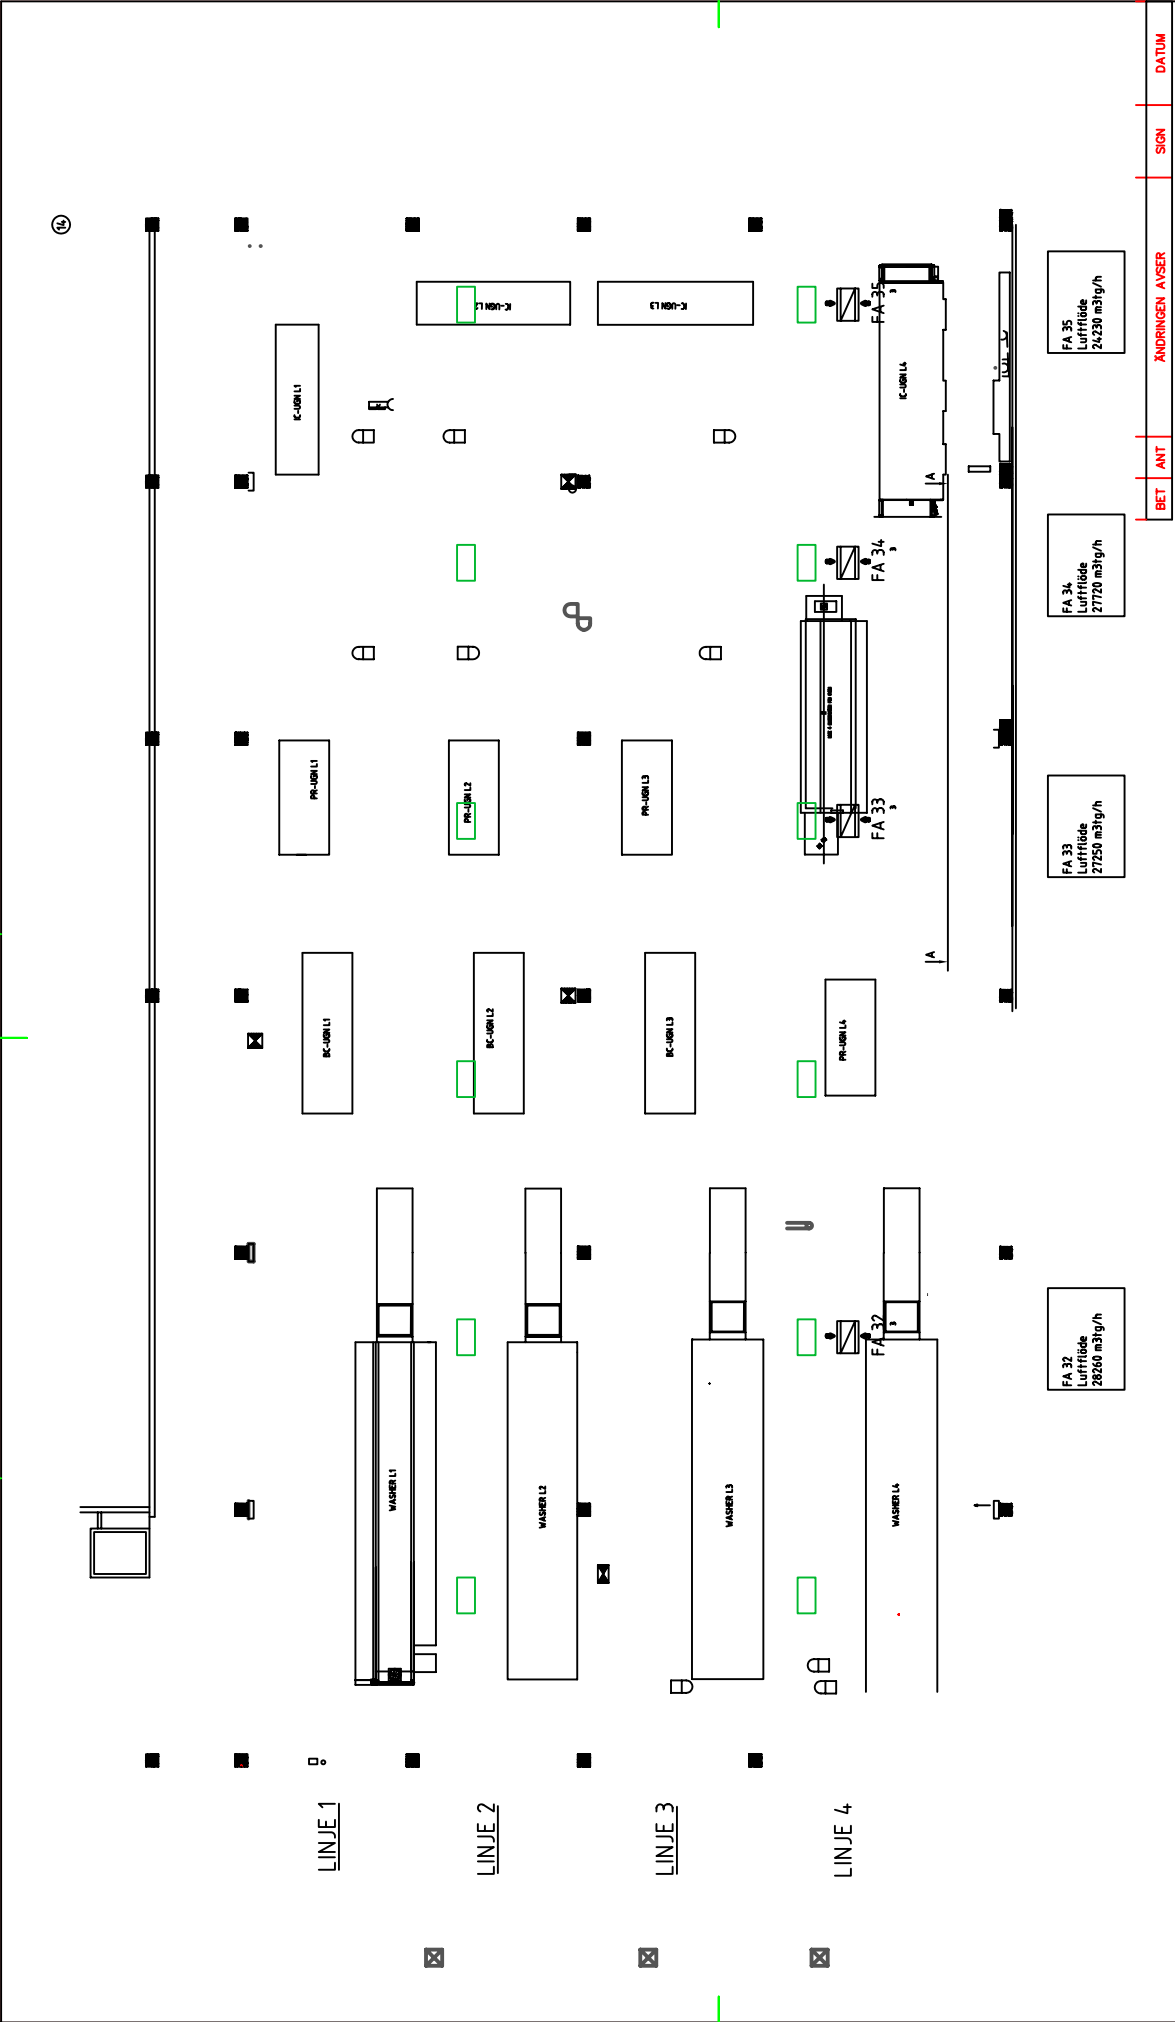 DATUM
SIGN
ÄNDRINGEN AVSER
ANT
BET
14
IC-UGN L1
IC-UGN L2
IC-UGN L3
IC-UGN L4
FA 35
3
FA 35
Luftflöde
24230 m3tg/h
A
FA 34
3
FA 34
Luftflöde
27720 m3tg/h
PR-UGN L1
PR-UGN L2
PR-UGN L3
FA 33
3
FA 33
Luftflöde
27250 m3tg/h
A
BC-UGN L1
BC-UGN L2
BC-UGN L3
PR-UGN L4
FA 32
3
FA 32
Luftflöde
28260 m3tg/h
WASHER L1
WASHER L2
WASHER L3
WASHER L4
LINJE 1
LINJE 2
LINJE 3
LINJE 4